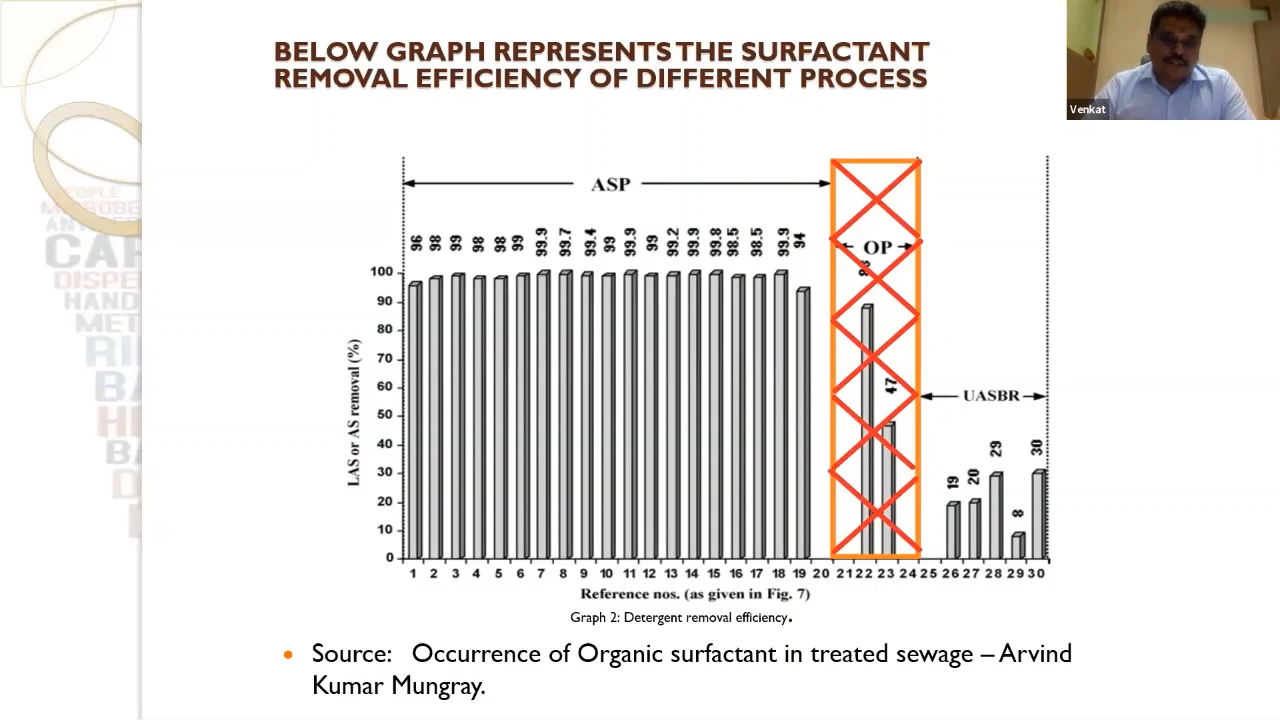 BELOW GRAPH REPRESENTS THE SURFACTANT
REMOVAL EFFICIENCY OF DIFFERENT PROCESS
Venkat
ASP
OP
UASBR
96 98 99 98 98 99 99.9 99.7 99.4 99 99.9 99 99.2 99.9 99.8 98.5 98.5 99.9 94
47
19 20 29 8 30
LAS or AS removal (%)
100
90
80
70
60
50
40
30
20
10
0
1 2 3 4 5 6 7 8 9 10 11 12 13 14 15 16 17 18 19 20 21 22 23 24 25 26 27 28 29 30
Reference nos. (as given in Fig. 7)
Graph 2: Detergent removal efficiency.
Source: Occurrence of Organic surfactant in treated sewage – Arvind
Kumar Mungray.
PEOPLE
HAND
MET